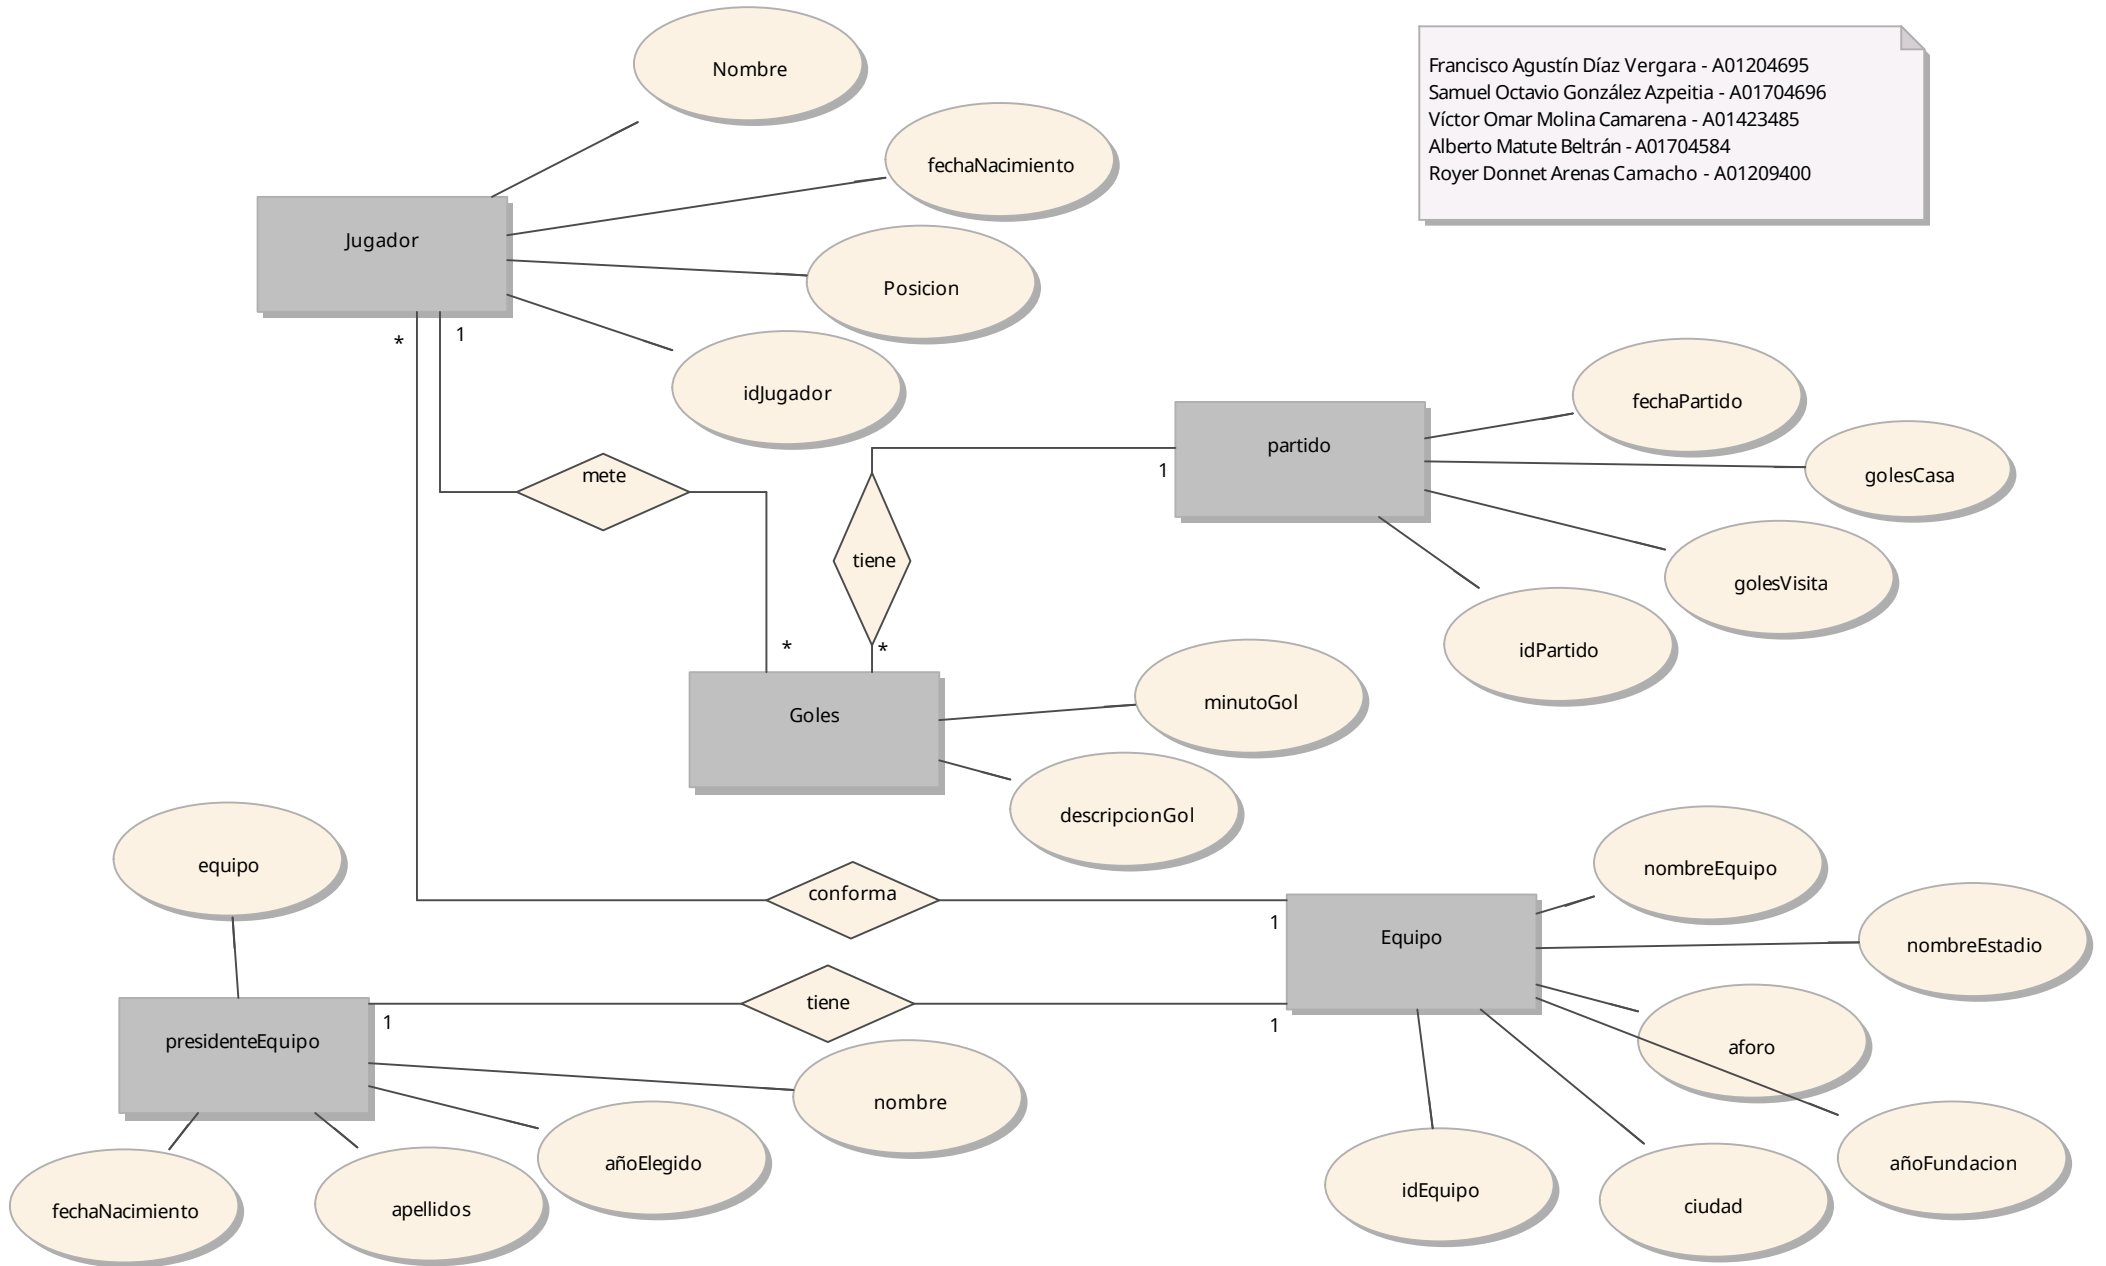 Nombre
Francisco Agustín Díaz Vergara - A01204695
Samuel Octavio González Azpeitia - A01704696
Víctor Omar Molina Camarena - A01423485
Alberto Matute Beltrán - A01704584
Royer Donnet Arenas Camacho - A01209400
fechaNacimiento
Jugador
Posicion
* 1
idJugador
fechaPartido
partido
golesCasa
mete
1
tiene
golesVisita
idPartido
* *
minutoGol
Goles
descripcionGol
equipo
nombreEquipo
conforma
1
Equipo
nombreEstadio
tiene
1
1
presidenteEquipo
aforo
nombre
añoElegido
añoFundacion
fechaNacimiento
apellidos
idEquipo
ciudad